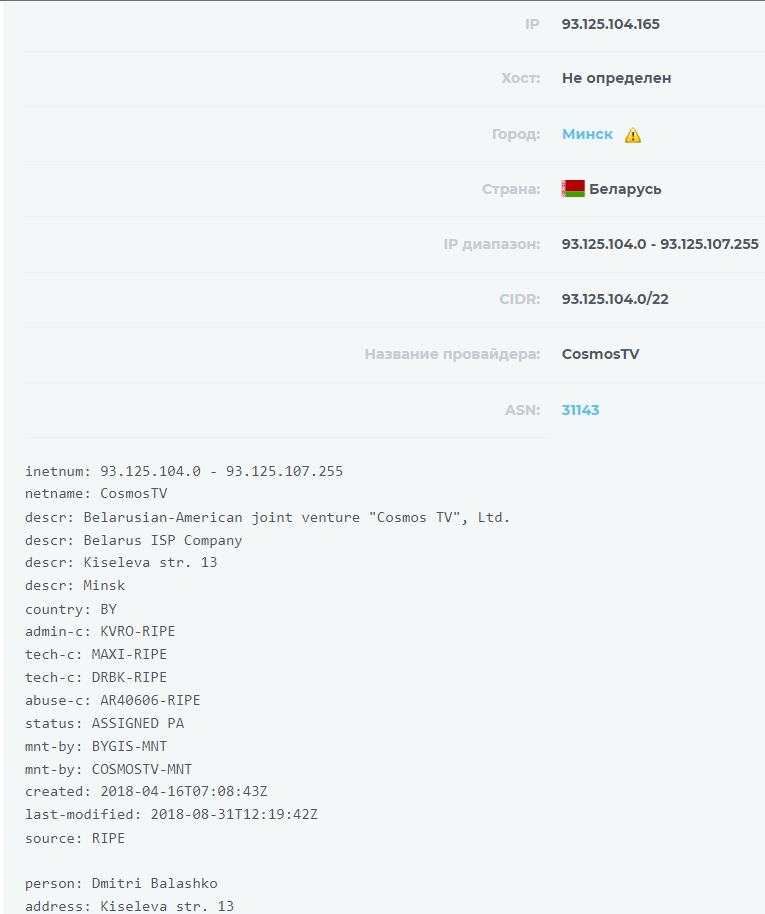 IP 93.125.104.165
Хост: Не определен
Город: Минск
Страна: Беларусь
IP диапазон: 93.125.104.0 - 93.125.107.255
CIDR: 93.125.104.0/22
Название провайдера: CosmosTV
ASN: 31143
inetnum: 93.125.104.0 - 93.125.107.255
netname: CosmosTV
descr: Belarusian-American joint venture "Cosmos TV", Ltd.
descr: Belarus ISP Company
descr: Kiseleva str. 13
descr: Minsk
country: BY
admin-c: KVRO-RIPE
tech-c: MAXI-RIPE
tech-c: DRBK-RIPE
abuse-c: AR40606-RIPE
status: ASSIGNED PA
mnt-by: BYGIS-MNT
mnt-by: COSMOSTV-MNT
created: 2018-04-16T07:08:43Z
last-modified: 2018-08-31T12:19:42Z
source: RIPE
person: Dmitri Balashko
address: Kiseleva str. 13